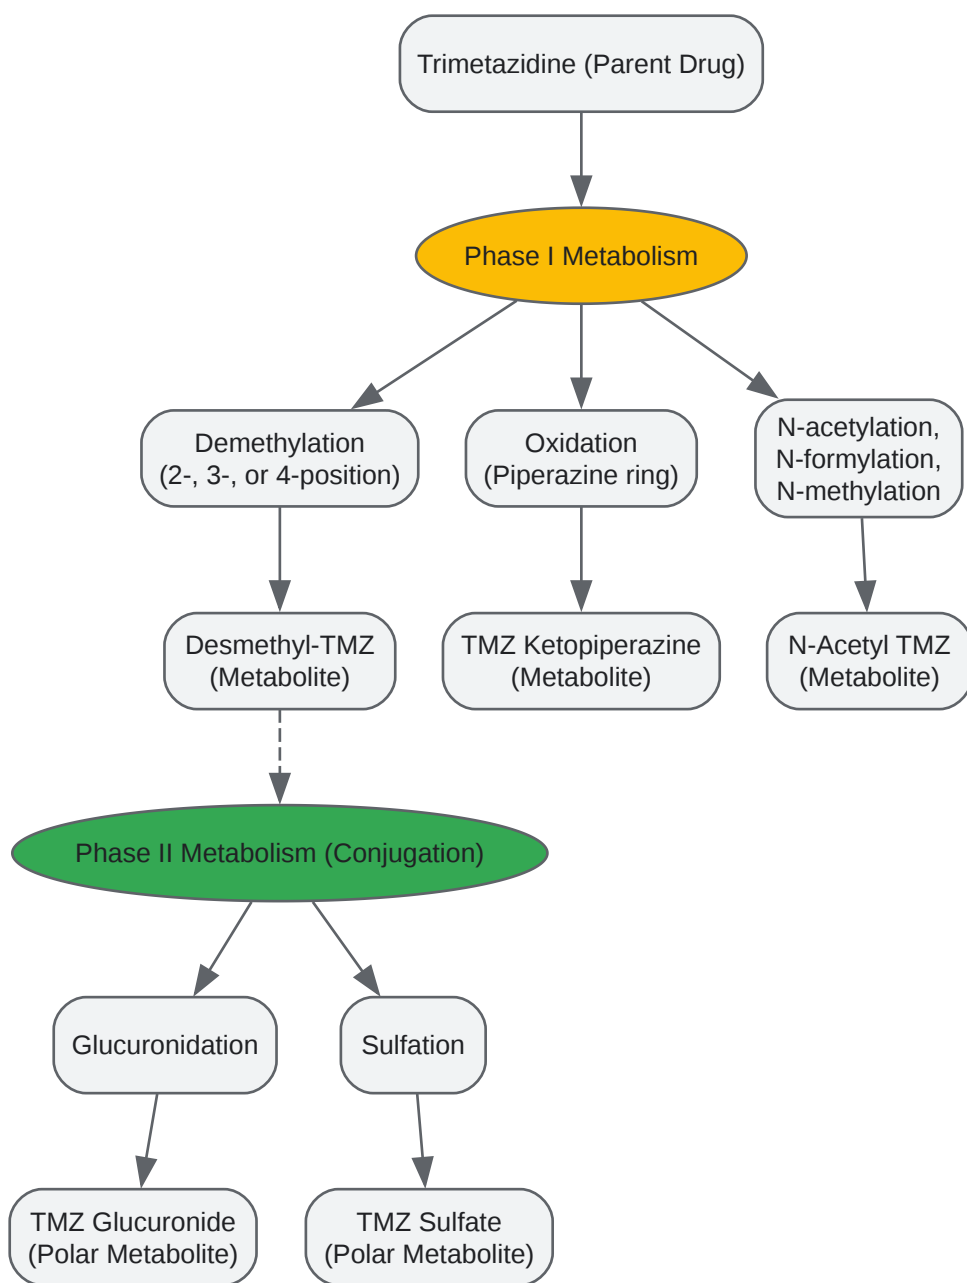 Trimetazidine (Parent Drug)
Phase I Metabolism
Demethylation
(2-, 3-, or 4-position)
Oxidation
(Piperazine ring)
N-acetylation,
N-formylation,
N-methylation
Desmethyl-TMZ
(Metabolite)
TMZ Ketopiperazine
(Metabolite)
N-Acetyl TMZ
(Metabolite)
Phase II Metabolism (Conjugation)
Glucuronidation
Sulfation
TMZ Glucuronide
(Polar Metabolite)
TMZ Sulfate
(Polar Metabolite)